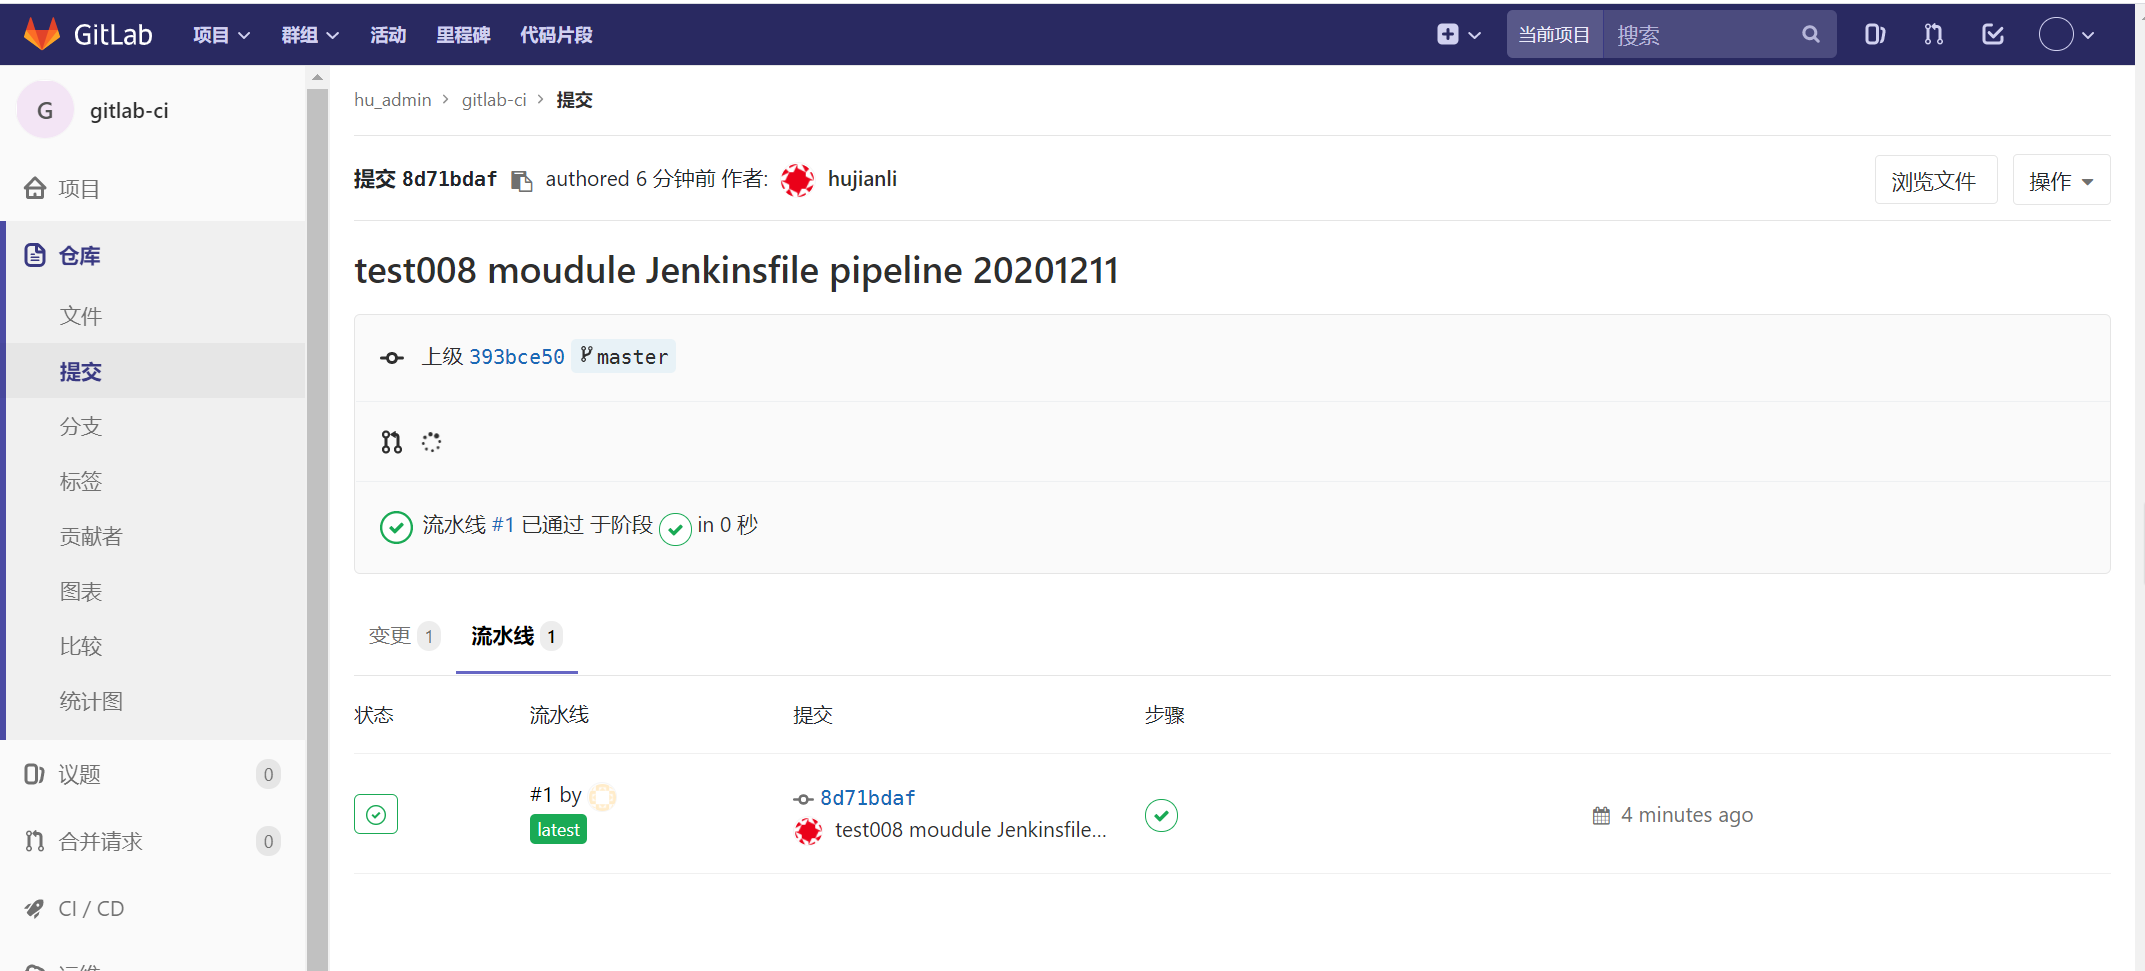 GitLab 项目 群组 活动 里程碑 代码片段 当前项目 搜索
G gitlab-ci
项目
仓库
文件
提交
分支
标签
贡献者
图表
比较
统计图
议题 0
合并请求 0
CI / CD
运维
hu_admin > gitlab-ci > 提交
提交 8d71bdaf authored 6 分钟前 作者: hujianli 浏览文件 操作
test008 moudule Jenkinsfile pipeline 20201211
上级 393bce50 master
流水线 #1 已通过 于阶段 in 0 秒
变更 1 流水线 1
状态 流水线 提交 步骤
#1 by
latest
8d71bdaf
test008 moudule Jenkinsfile...
4 minutes ago